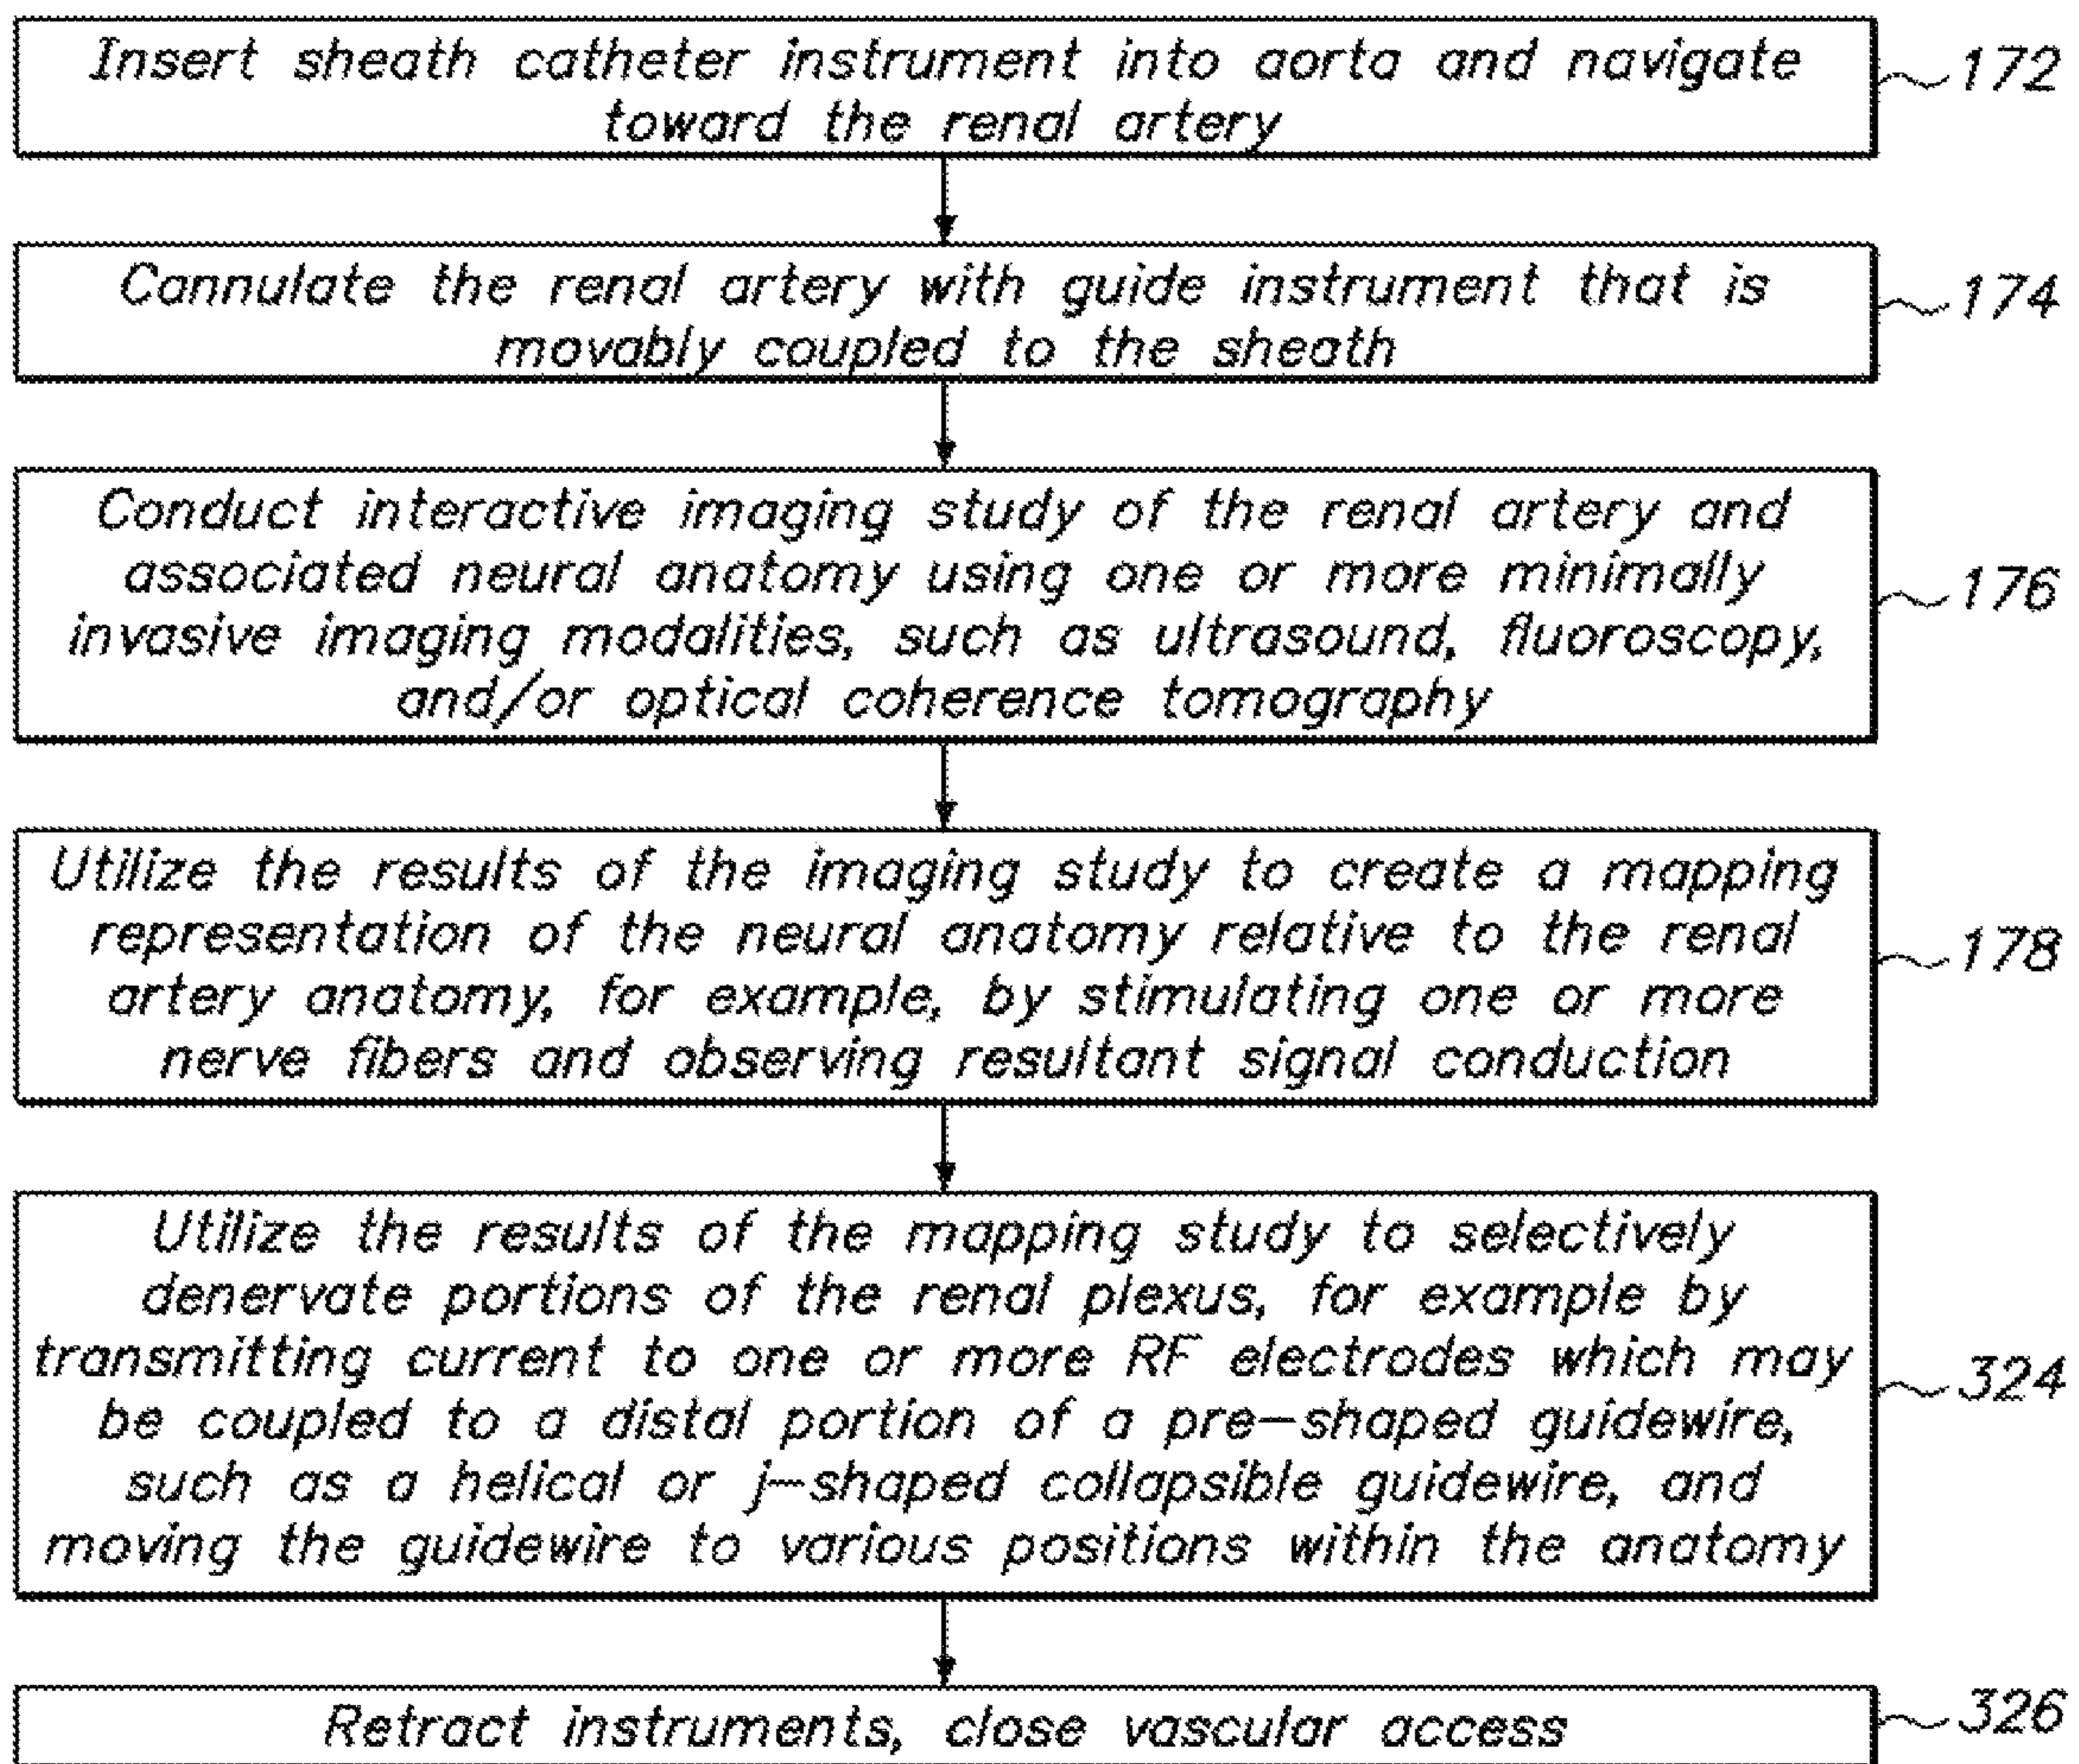 Insert sheath catheter instrument into aorta and navigate
toward the renal artery
172
Cannulate the renal artery with guide instrument that is
movably coupled to the sheath
174
Conduct interactive imaging study of the renal artery and
associated neural anatomy using one or more minimally
invasive imaging modalities, such as ultrasound, fluoroscopy,
and/or optical coherence tomography
176
Utilize the results of the imaging study to create a mapping
representation of the neural anatomy relative to the renal
artery anatomy, for example, by stimulating one or more
nerve fibers and observing resultant signal conduction
178
Utilize the results of the mapping study to selectively
denervate portions of the renal plexus, for example by
transmitting current to one or more RF electrodes which may
be coupled to a distal portion of a pre-shaped guidewire,
such as a helical or j-shaped collapsible guidewire, and
moving the guidewire to various positions within the anatomy
324
Retract instruments, close vascular access
326